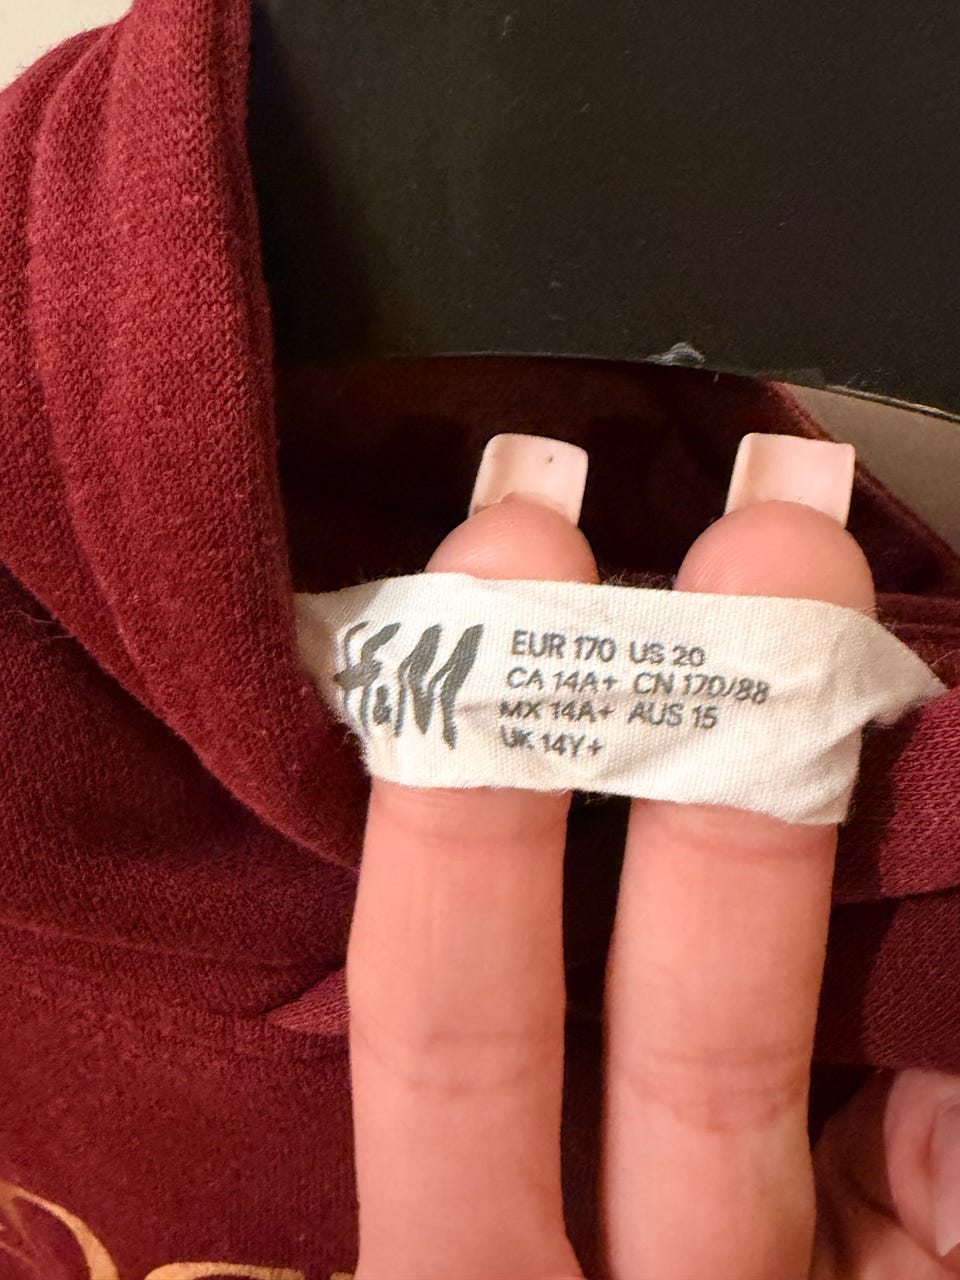 H&M
EUR 170 US 20
CA 14A+ CN 170/88
MX 14A+ AUS 15
UK 14Y+